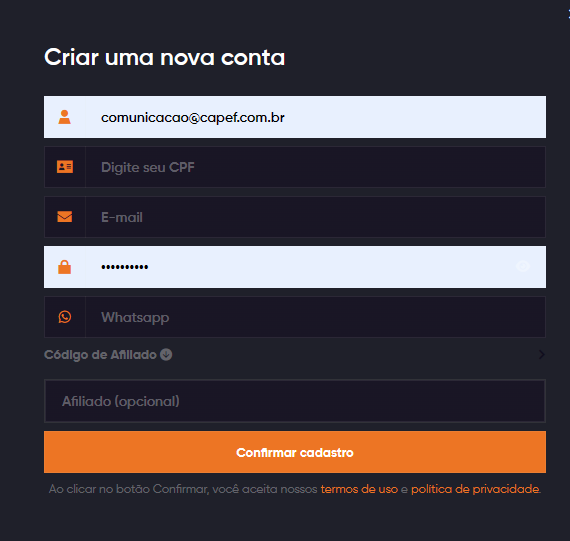 Criar uma nova conta
comunicacao@capef.com.br
Digite seu CPF
E-mail
••••••••••
Whatsapp
Código de Afiliado
Afiliado (opcional)
Confirmar cadastro
Ao clicar no botão Confirmar, você aceita nossos termos de uso e política de privacidade.